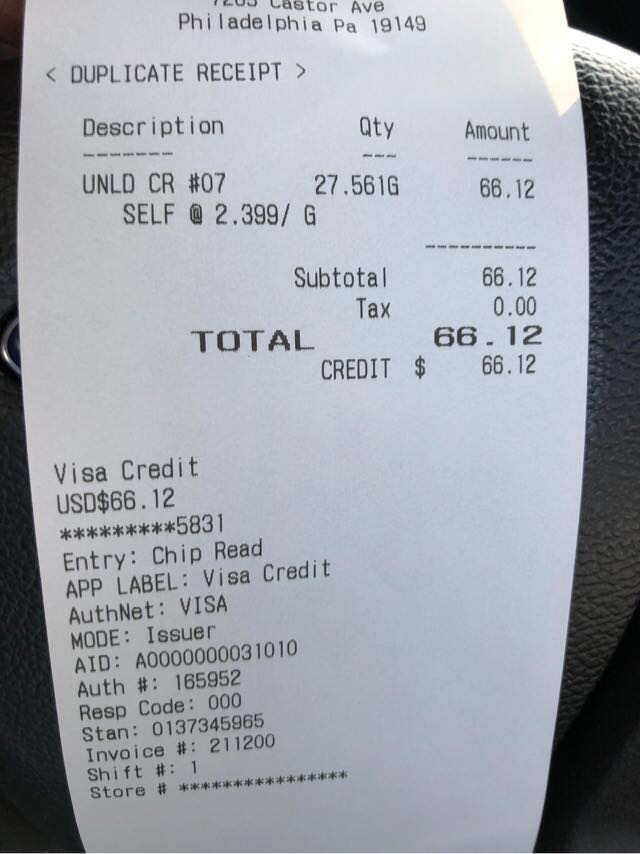 7265 Castor Ave
Philadelphia Pa 19149
< DUPLICATE RECEIPT >
Description Qty Amount
-------- --- ------
UNLD CR #07 27.561G 66.12
SELF @ 2.399/ G
----------
Subtotal 66.12
Tax 0.00
TOTAL 66.12
CREDIT $ 66.12
Visa Credit
USD$66.12
*********5831
Entry: Chip Read
APP LABEL: Visa Credit
AuthNet: VISA
MODE: Issuer
AID: A0000000031010
Auth #: 165952
Resp Code: 000
Stan: 0137345965
Invoice #: 211200
Shift #: 1
Store # ****************